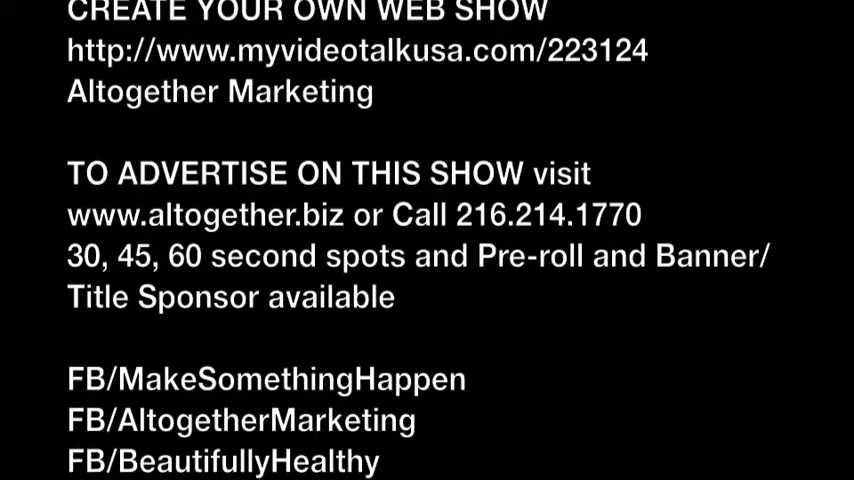 CREATE YOUR OWN WEB SHOW
http://www.myvideotalkusa.com/223124
Altogether Marketing
TO ADVERTISE ON THIS SHOW visit
www.altogether.biz or Call 216.214.1770
30, 45, 60 second spots and Pre-roll and Banner/
Title Sponsor available
FB/MakeSomethingHappen
FB/AltogetherMarketing
FB/BeautifullyHealthy